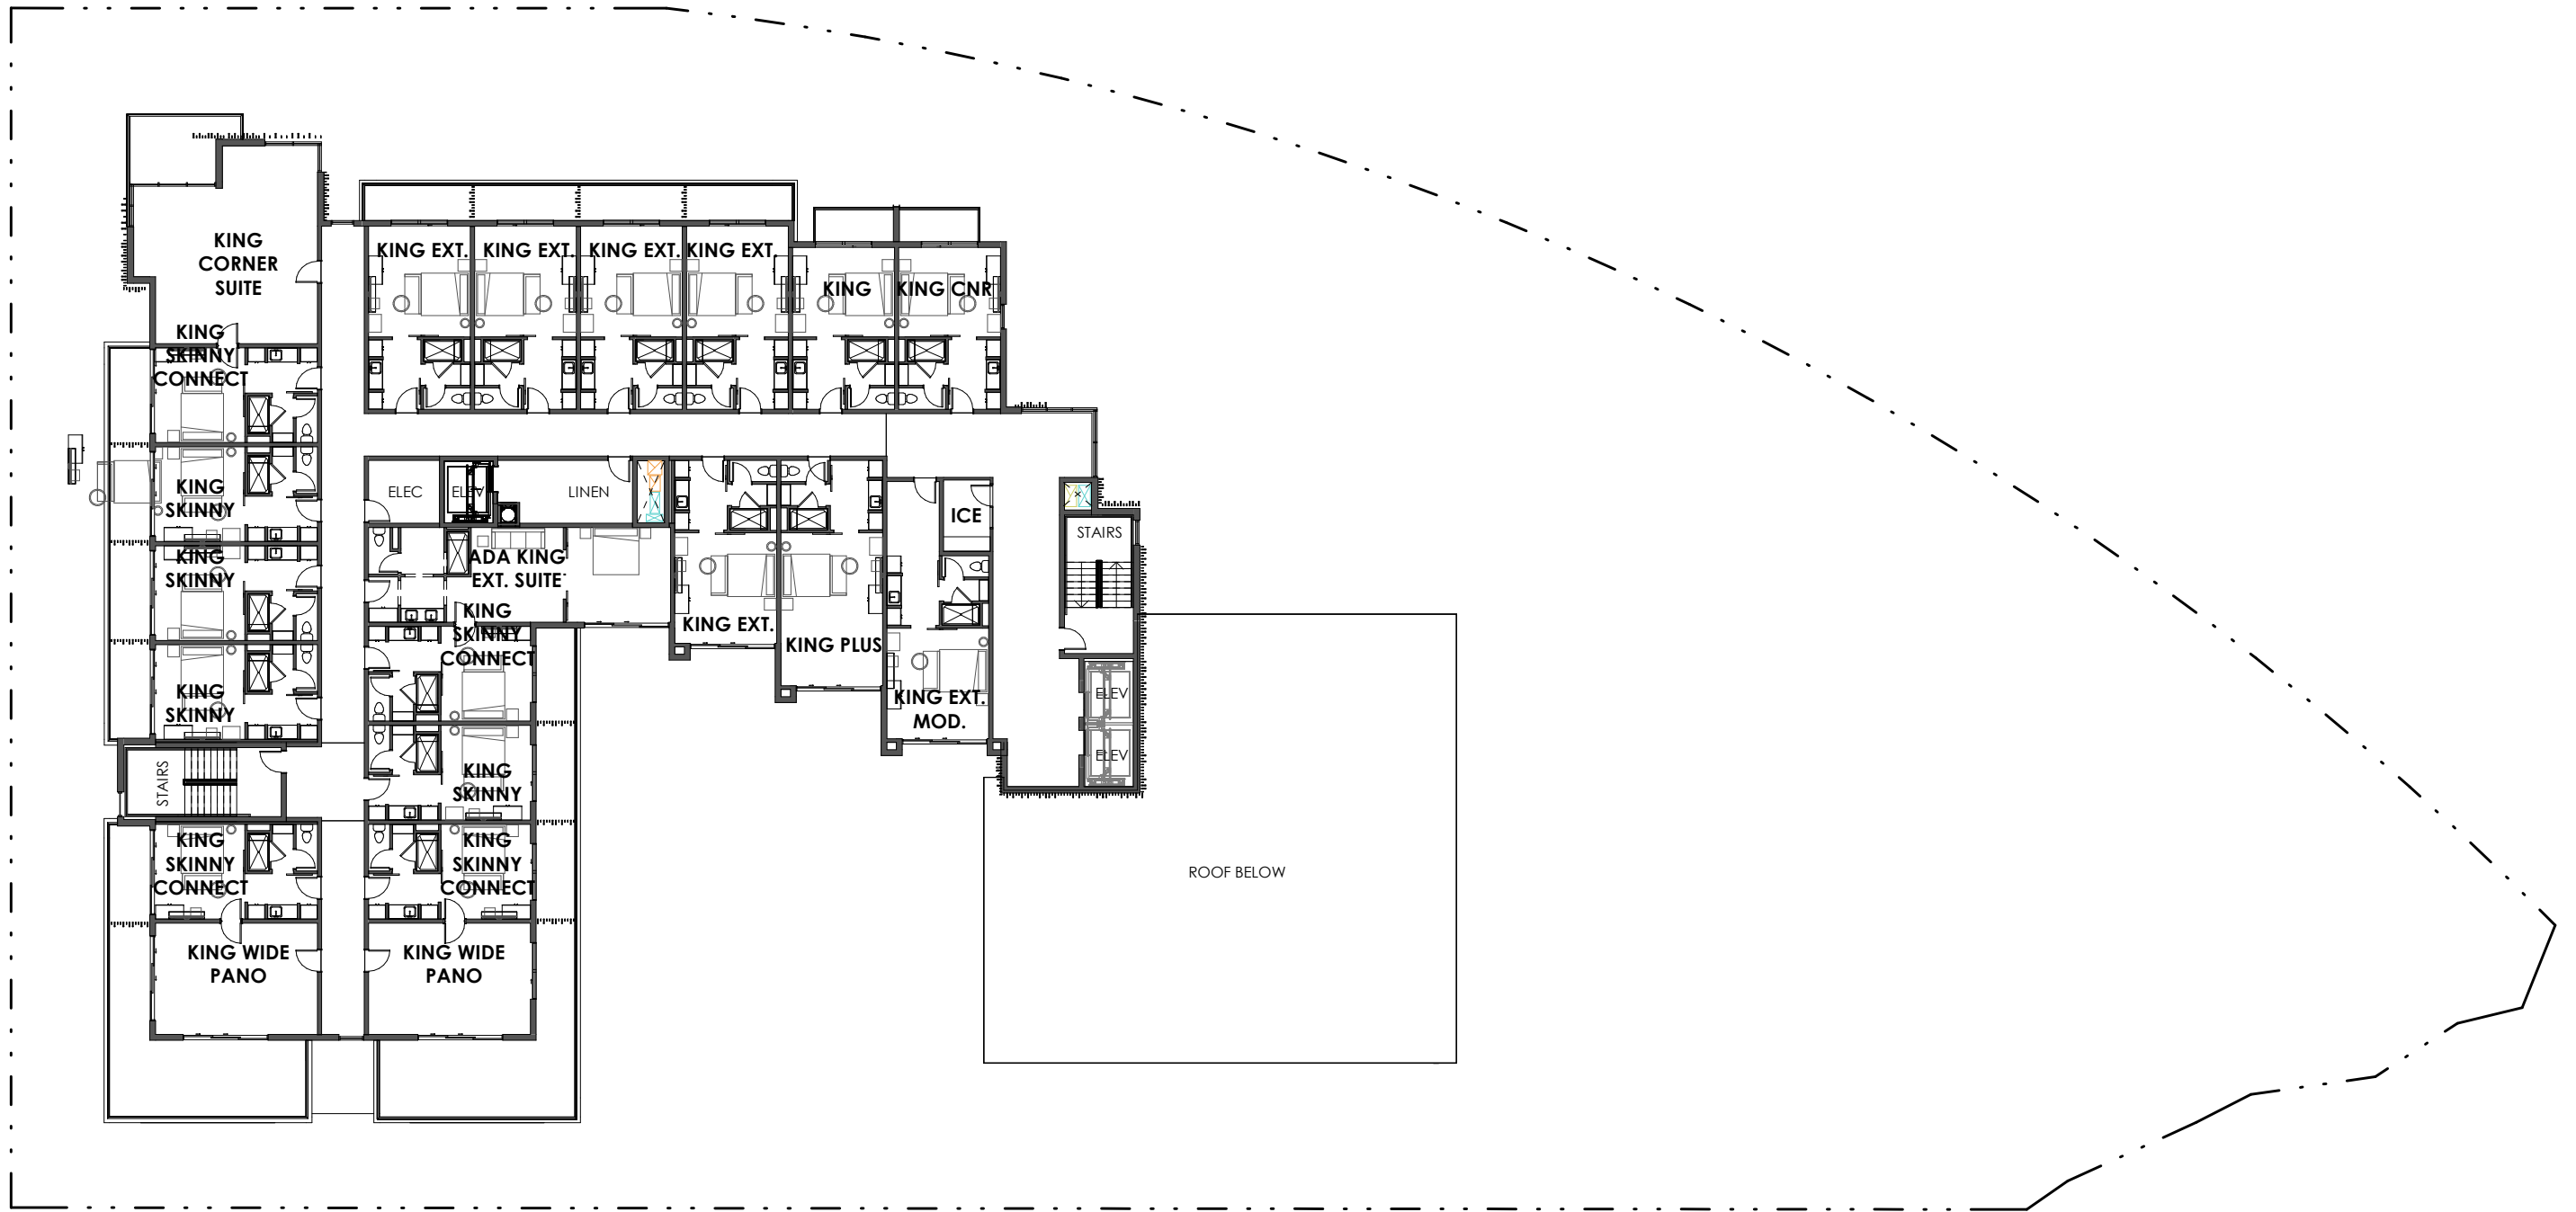 KING
CORNER
SUITE
KING EXT.
KING EXT.
KING EXT.
KING EXT.
KING
KING CNR
KING
SKINNY
CONNECT
KING
SKINNY
KING
SKINNY
KING
SKINNY
ELEC
ELEV
LINEN
ADA KING
EXT. SUITE
KING EXT.
KING PLUS
ICE
KING EXT.
MOD.
STAIRS
ELEV
ELEV
KING
SKINNY
CONNECT
KING
SKINNY
STAIRS
KING
SKINNY
CONNECT
KING
SKINNY
CONNECT
KING WIDE
PANO
KING WIDE
PANO
ROOF BELOW